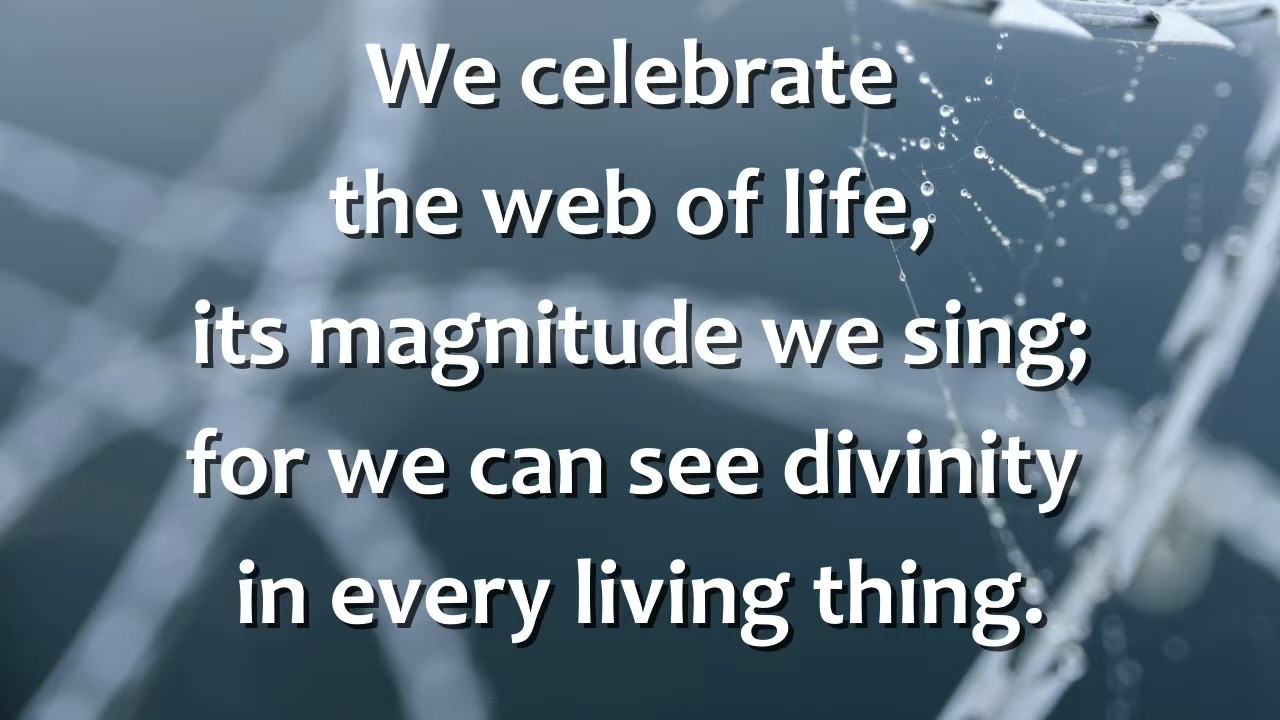 We celebrate
the web of life,
its magnitude we sing;
for we can see divinity
in every living thing.